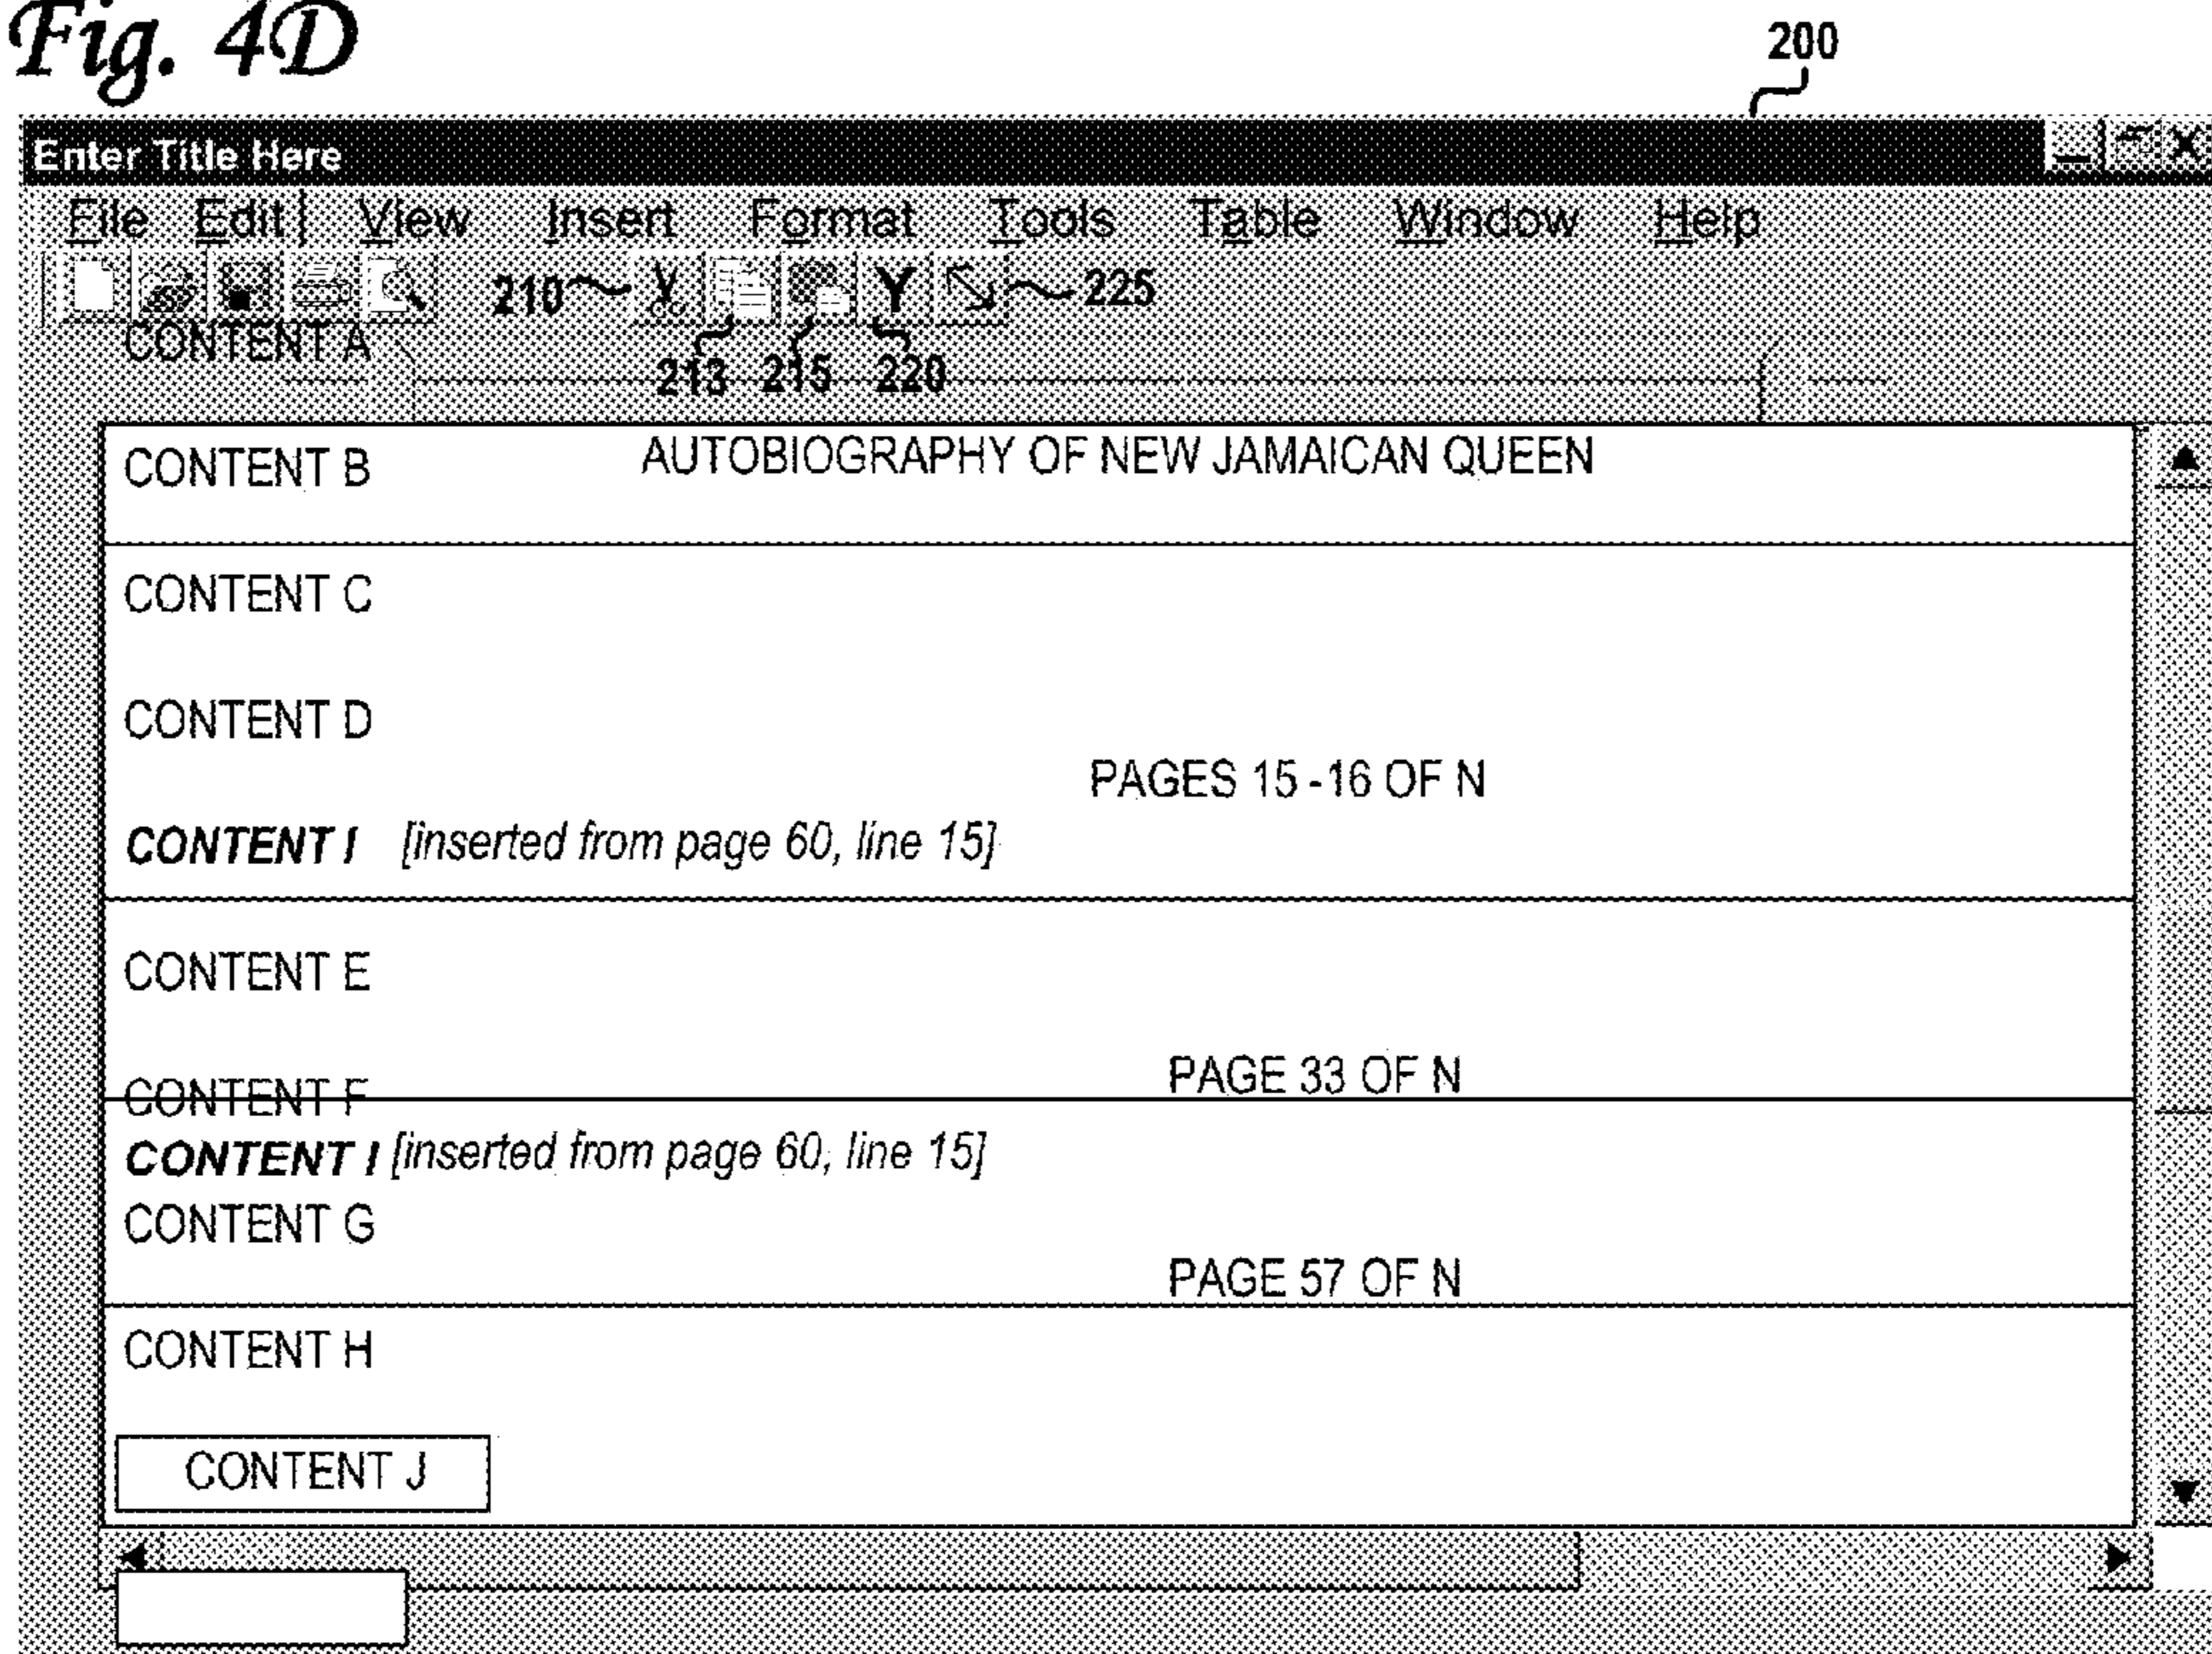 Fig. 4D
200
Enter Title Here
File Edit View Insert Format Tools Table Window Help
210 Y 225
CONTENT A
213 215 220
CONTENT B AUTOBIOGRAPHY OF NEW JAMAICAN QUEEN
CONTENT C
CONTENT D
PAGES 15-16 OF N
CONTENT I [inserted from page 60, line 15]
CONTENT E
PAGE 33 OF N
CONTENT F
CONTENT I [inserted from page 60, line 15]
CONTENT G
PAGE 57 OF N
CONTENT H
CONTENT J